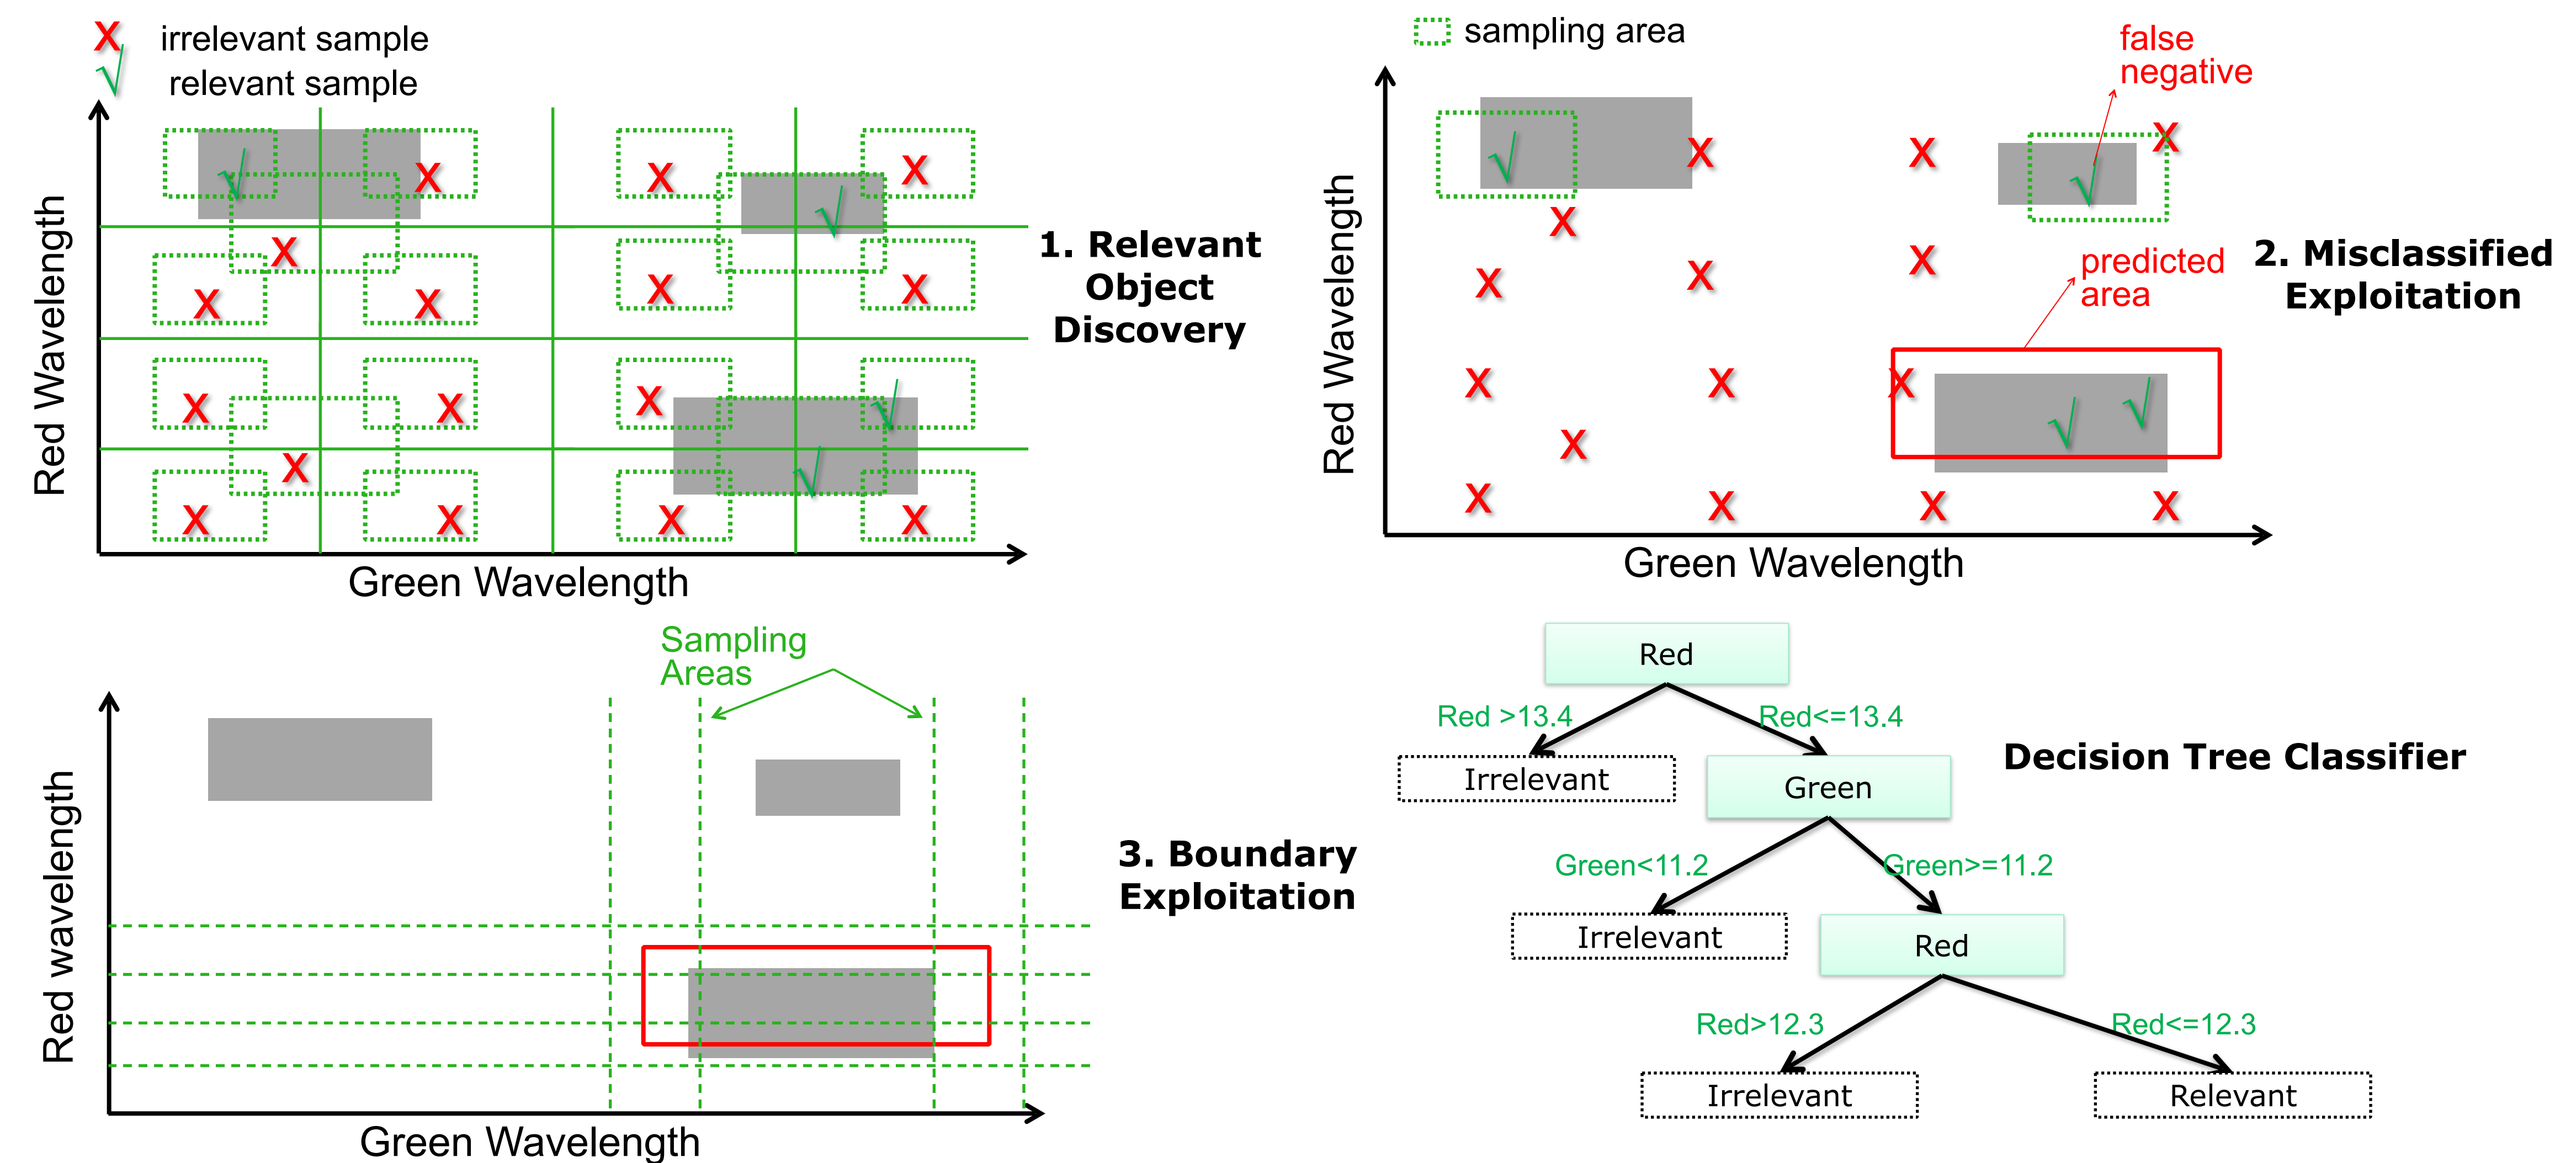 X irrelevant sample
√ relevant sample
Red Wavelength
Green Wavelength
1. Relevant
Object
Discovery
sampling area
false
negative
predicted
area
Red Wavelength
Green Wavelength
2. Misclassified
Exploitation
Sampling
Areas
Red wavelength
Green Wavelength
3. Boundary
Exploitation
Red
Red >13.4
Red<=13.4
Irrelevant
Green
Decision Tree Classifier
Green<11.2
Green>=11.2
Irrelevant
Red
Red>12.3
Red<=12.3
Irrelevant
Relevant